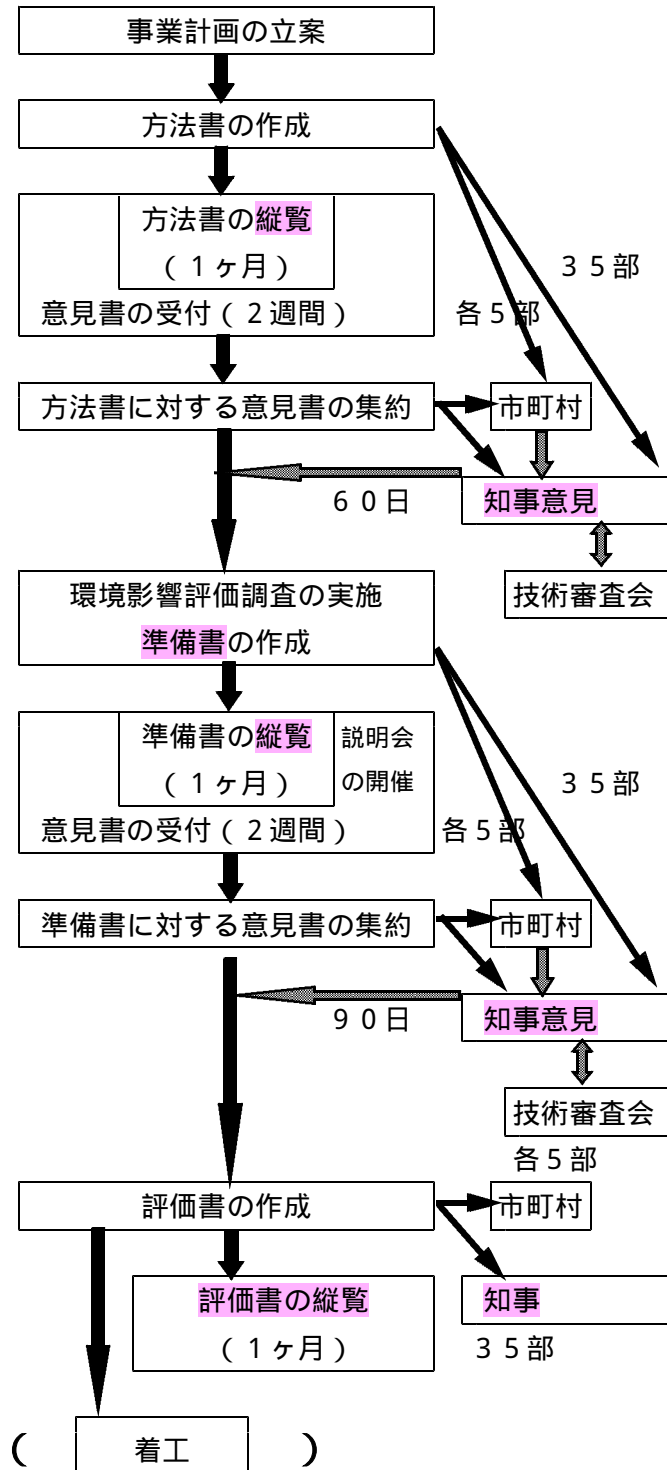 事業計画の立案
方法書の作成
方法書の縦覧
（１ヶ月）
３５部
意見書の受付（２週間）
各５部
方法書に対する意見書の集約
市町村
６０日
知事意見
環境影響評価調査の実施
技術審査会
準備書の作成
準備書の縦覧
説明会
（１ヶ月）
の開催
３５部
意見書の受付（２週間）
各５部
準備書に対する意見書の集約
市町村
９０日
知事意見
技術審査会
各５部
評価書の作成
市町村
評価書の縦覧
知事
（１ヶ月）
３５部
（ 着工 ）